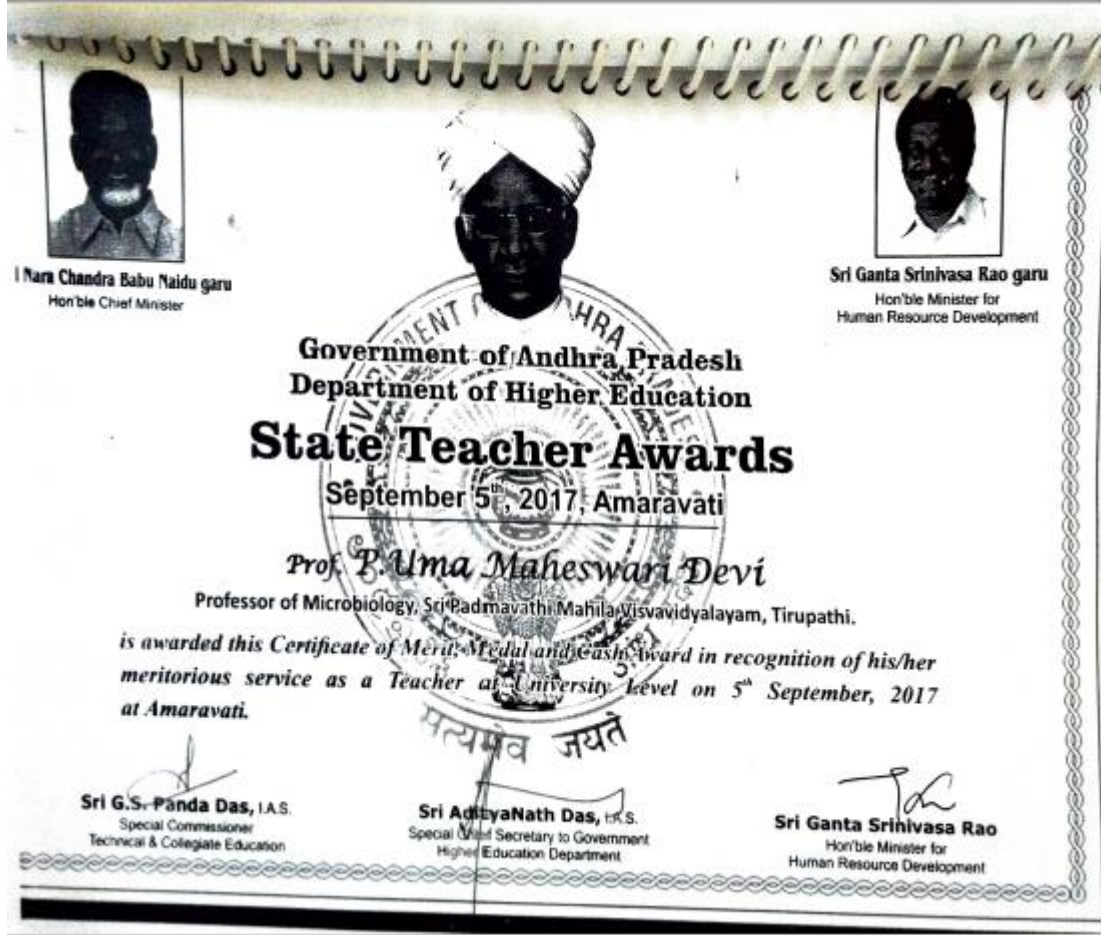 l Nara Chandra Babu Naidu garu
Hon'ble Chief Minister
Sri Ganta Srinivasa Rao garu
Hon'ble Minister for
Human Resource Development
Government of Andhra Pradesh
Department of Higher Education
State Teacher Awards
September 5th, 2017, Amaravati
Prof. P. Uma Maheswari Devi
Professor of Microbiology, Sri Padmavathi Mahila Visvavidyalayam, Tirupathi.
is awarded this Certificate of Merit, Medal and Cash Award in recognition of his/her
meritorious service as a Teacher at University Level on 5th September, 2017
at Amaravati.
सत्यमेव जयते
Sri G.S. Panda Das, I.A.S.
Special Commissioner
Technical & Collegiate Education
Sri AdityaNath Das, I.A.S.
Special Chief Secretary to Government
Higher Education Department
Sri Ganta Srinivasa Rao
Hon'ble Minister for
Human Resource Development